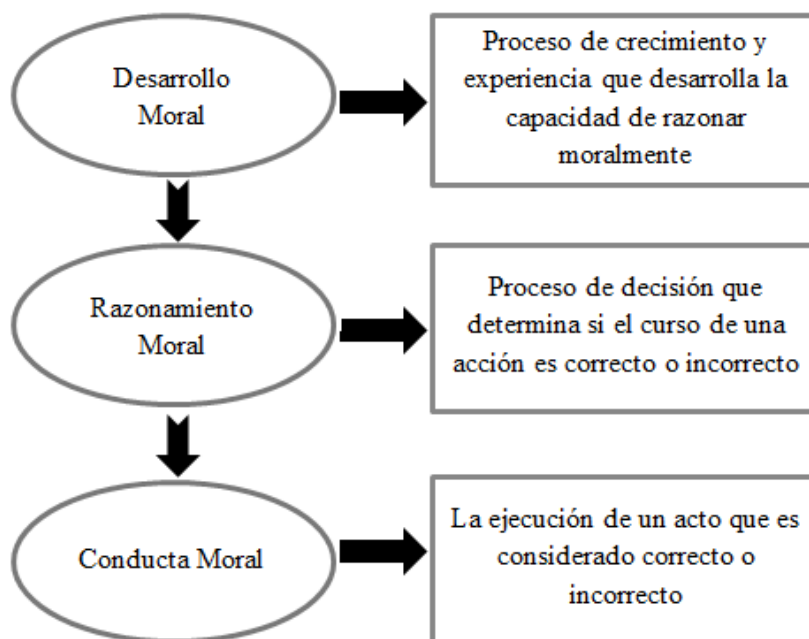 Desarrollo
Moral
Proceso de crecimiento y
experiencia que desarrolla la
capacidad de razonar
moralmente
Razonamiento
Moral
Proceso de decisión que
determina si el curso de una
acción es correcto o incorrecto
Conducta Moral
La ejecución de un acto que es
considerado correcto o
incorrecto